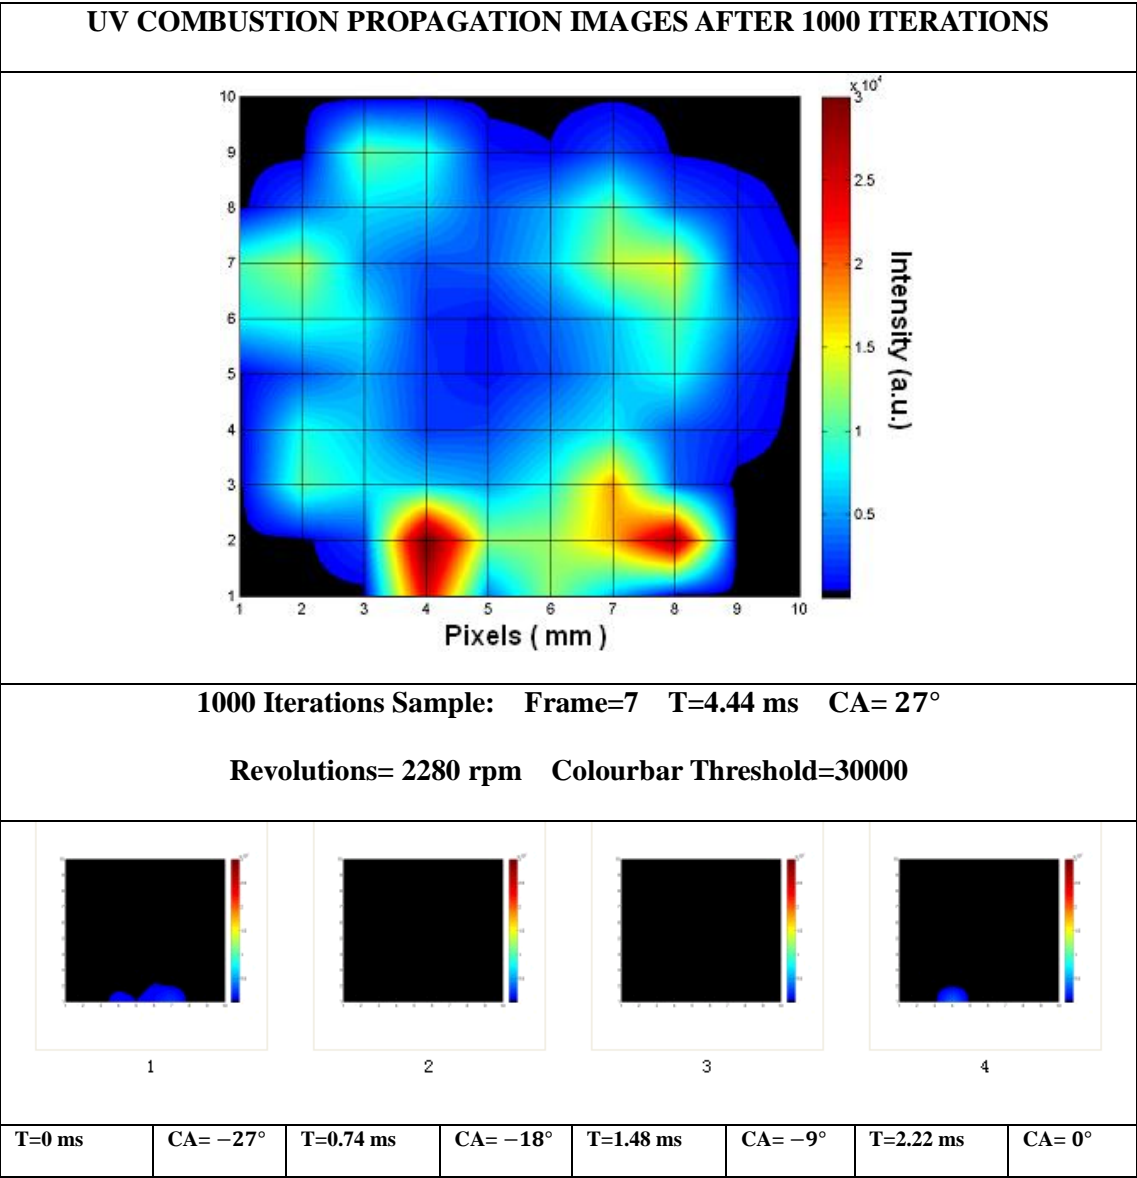 UV COMBUSTION PROPAGATION IMAGES AFTER 1000 ITERATIONS
x 10⁴
10
9
8
7
6
5
4
3
2
1
1 2 3 4 5 6 7 8 9 10
3
2.5
2
1.5
1
0.5
Intensity (a.u.)
Pixels ( mm )
1000 Iterations Sample: Frame=7 T=4.44 ms CA= 27°
Revolutions= 2280 rpm Colourbar Threshold=30000
1 2 3 4
T=0 ms CA= −27° T=0.74 ms CA= −18° T=1.48 ms CA= −9° T=2.22 ms CA= 0°